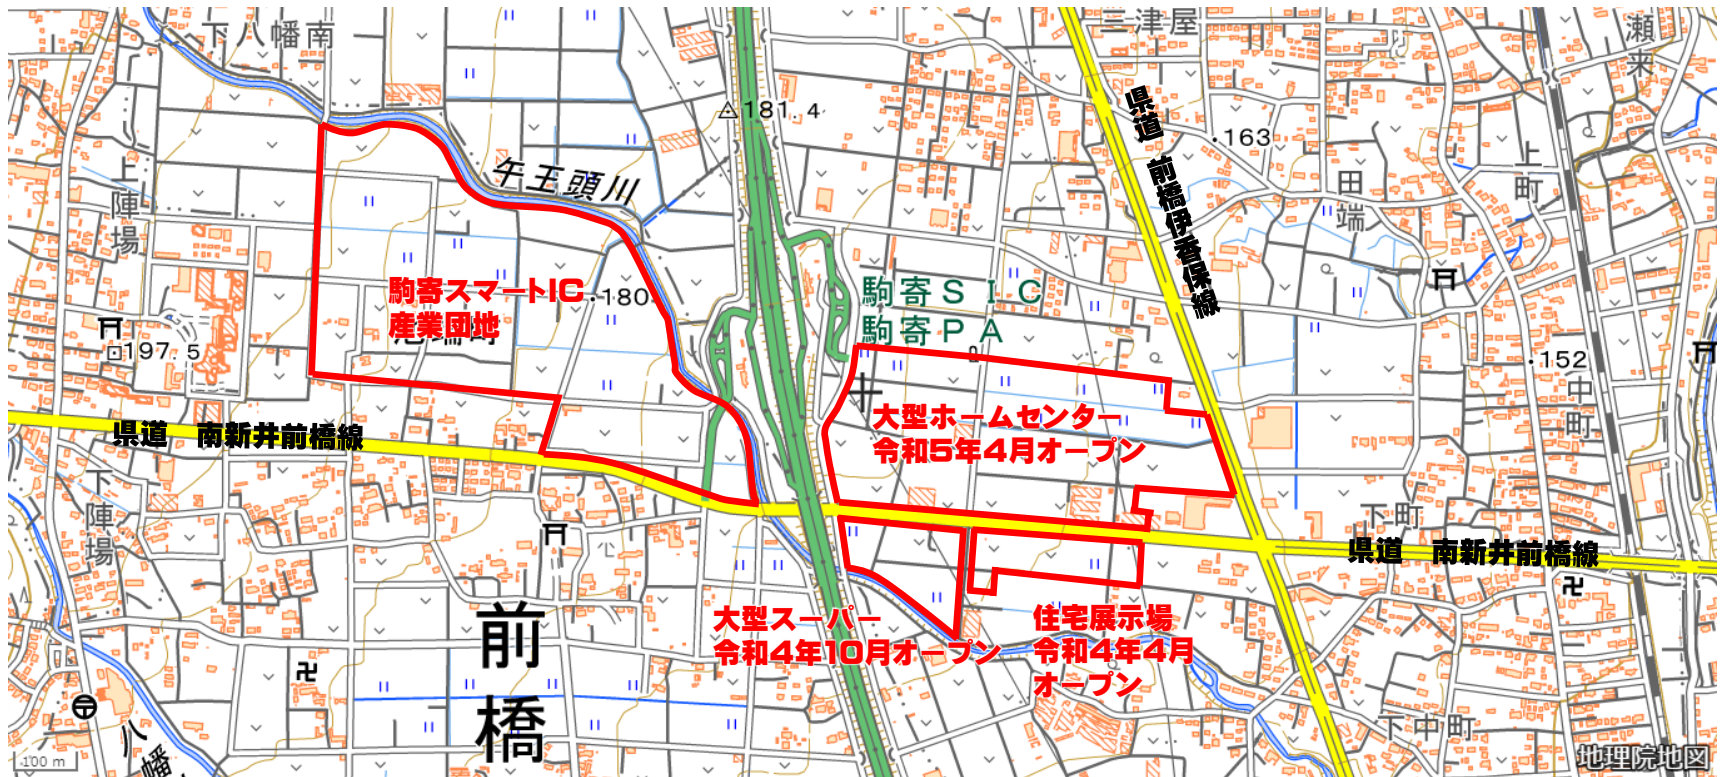 下八幡南
三津屋
瀬来
181.4
県道 前橋伊香保線
163
上町
田端
午王頭川
上陣場
駒寄スマートIC
産業団地
180
駒寄SIC
駒寄PA
197.5
152
中町
大型ホームセンター
令和5年4月オープン
県道 南新井前橋線
下陣場
下町
県道 南新井前橋線
前橋
大型スーパー
令和4年10月オープン
住宅展示場
令和4年4月
オープン
下中町
八幡
100 m
地理院地図